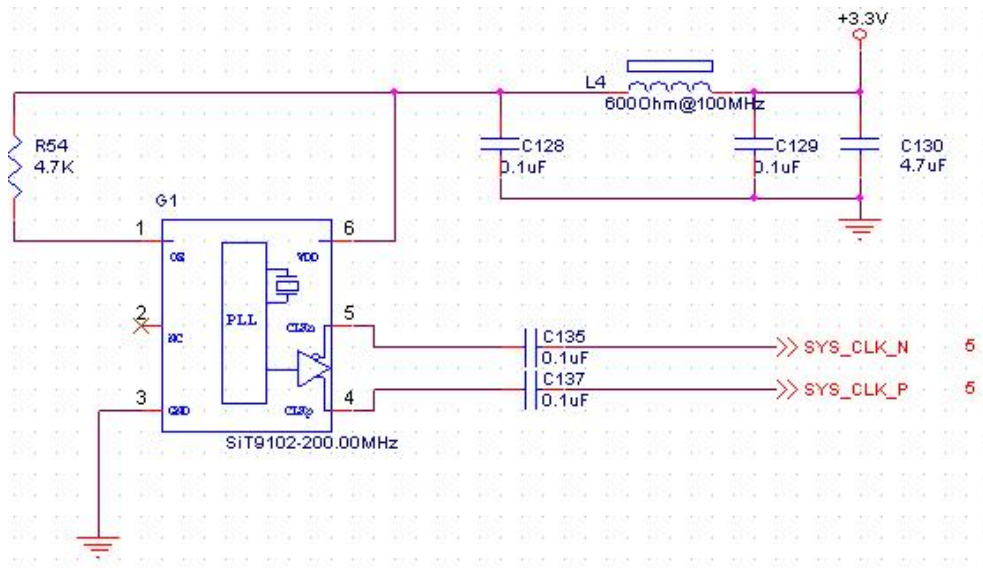 +3.3V
L4
600Ohm@100MHz
R54
4.7K
C128
0.1uF
C129
0.1uF
C130
4.7uF
G1
1
6
OE
VDD
2
5
PLL
CLKn
NC
C135
0.1uF
SYS_CLK_N
5
C137
0.1uF
SYS_CLK_P
5
3
4
GND
CLKp
SiT9102-200.00MHz